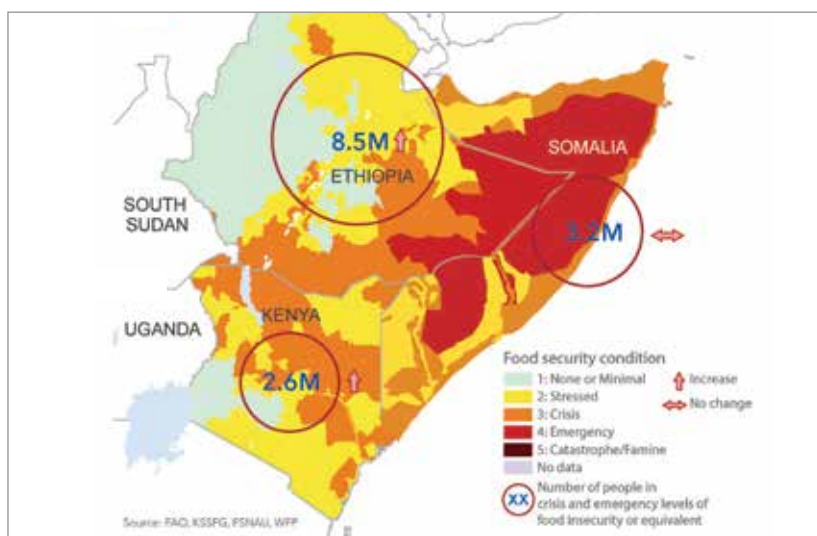 8.5M
ETHIOPIA
SOMALIA
SOUTH
SUDAN
3.2M
UGANDA
KENYA
2.6M
Food security condition
1: None or Minimal
2: Stressed
3: Crisis
4: Emergency
5: Catastrophe/Famine
No data
Increase
No change
XX
Number of people in
crisis and emergency levels of
food insecurity or equivalent
Source: FAO, KSSFG, FSNAU, WFP